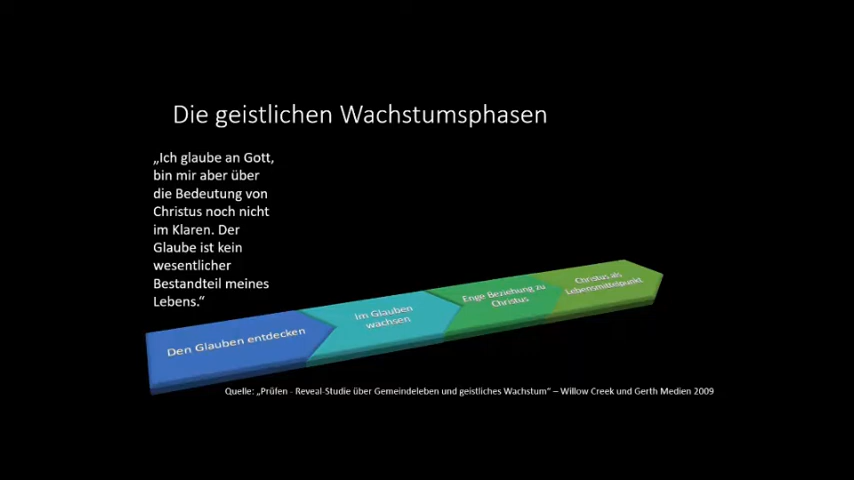 Die geistlichen Wachstumsphasen
„Ich glaube an Gott,
bin mir aber über
die Bedeutung von
Christus noch nicht
im Klaren. Der
Glaube ist kein
wesentlicher
Bestandteil meines
Lebens.“
Den Glauben entdecken
Im Glauben
wachsen
Enge Beziehung zu
Christus
Christus als
Lebensmittelpunkt
Quelle: „Prüfen - Reveal-Studie über Gemeindeleben und geistliches Wachstum“ – Willow Creek und Gerth Medien 2009